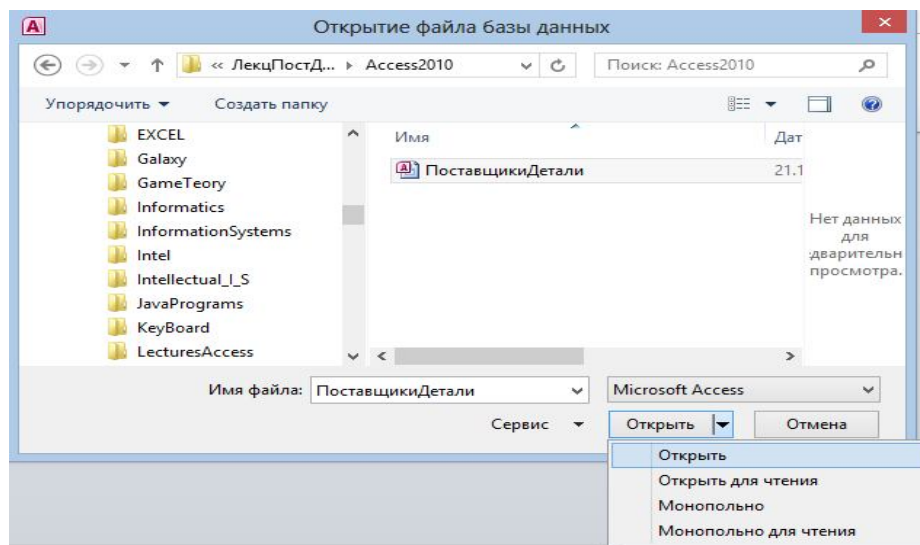 Открытие файла базы данных
« ЛекцПостД... Access2010
Поиск: Access2010
Упорядочить
Создать папку
EXCEL
Galaxy
GameTeory
Informatics
InformationSystems
Intel
Intellectual_I_S
JavaPrograms
KeyBoard
LecturesAccess
Имя
Дат
ПоставщикиДетали
21.1
Нет данных
для
дварительн
просмотра.
Имя файла: ПоставщикиДетали
Microsoft Access
Сервис
Открыть
Отмена
Открыть
Открыть для чтения
Монопольно
Монопольно для чтения